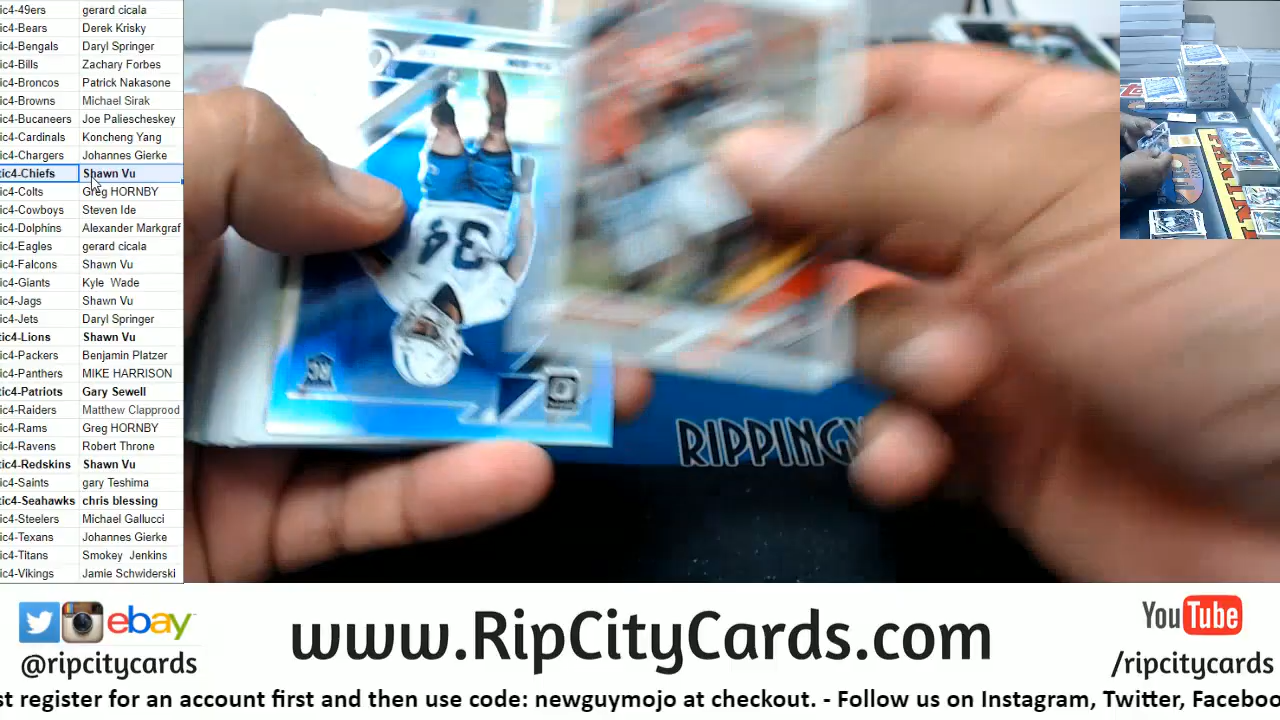 ic4-49ers gerard cicala
ic4-Bears Derek Krisky
ic4-Bengals Daryl Springer
ic4-Bills Zachary Forbes
ic4-Broncos Patrick Nakasone
ic4-Browns Michael Sirak
ic4-Bucaneers Joe Paliescheskey
ic4-Cardinals Koncheng Yang
ic4-Chargers Johannes Gierke
tic4-Chiefs Shawn Vu
ic4-Colts Greg HORNBY
ic4-Cowboys Steven Ide
ic4-Dolphins Alexander Markgraf
ic4-Eagles gerard cicala
ic4-Falcons Shawn Vu
ic4-Giants Kyle Wade
ic4-Jags Shawn Vu
ic4-Jets Daryl Springer
tic4-Lions Shawn Vu
ic4-Packers Benjamin Platzer
ic4-Panthers MIKE HARRISON
tic4-Patriots Gary Sewell
ic4-Raiders Matthew Clapprood
ic4-Rams Greg HORNBY
ic4-Ravens Robert Throne
tic4-Redskins Shawn Vu
ic4-Saints gary Teshima
tic4-Seahawks chris blessing
ic4-Steelers Michael Gallucci
ic4-Texans Johannes Gierke
ic4-Titans Smokey Jenkins
ic4-Vikings Jamie Schwiderski
34
RC
RIPPING
ebay
@ripcitycards
www.RipCityCards.com
YouTube
/ripcitycards
st register for an account first and then use code: newguymojo at checkout. - Follow us on Instagram, Twitter, Faceboo